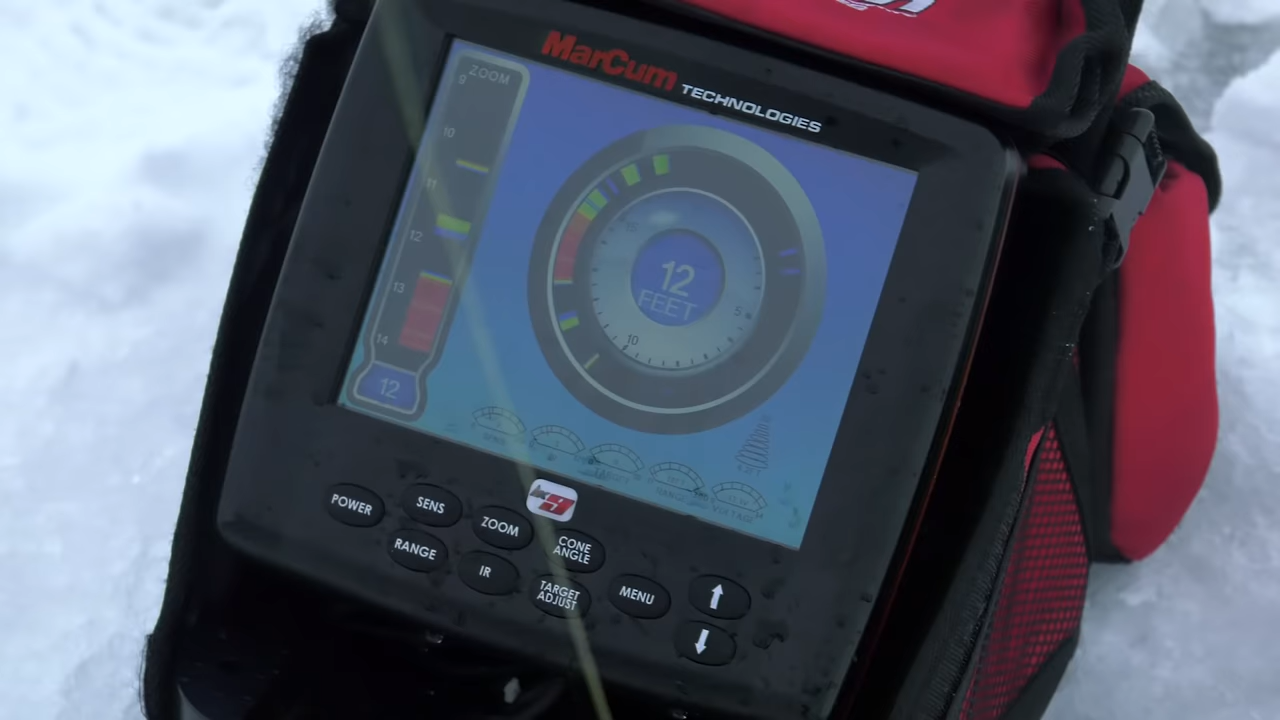 MarCum TECHNOLOGIES
ZOOM
9
10
11
12
13
14
12
12
FEET
5
10
POWER
SENS
ZOOM
CONE
ANGLE
RANGE
IR
TARGET
ADJUST
MENU